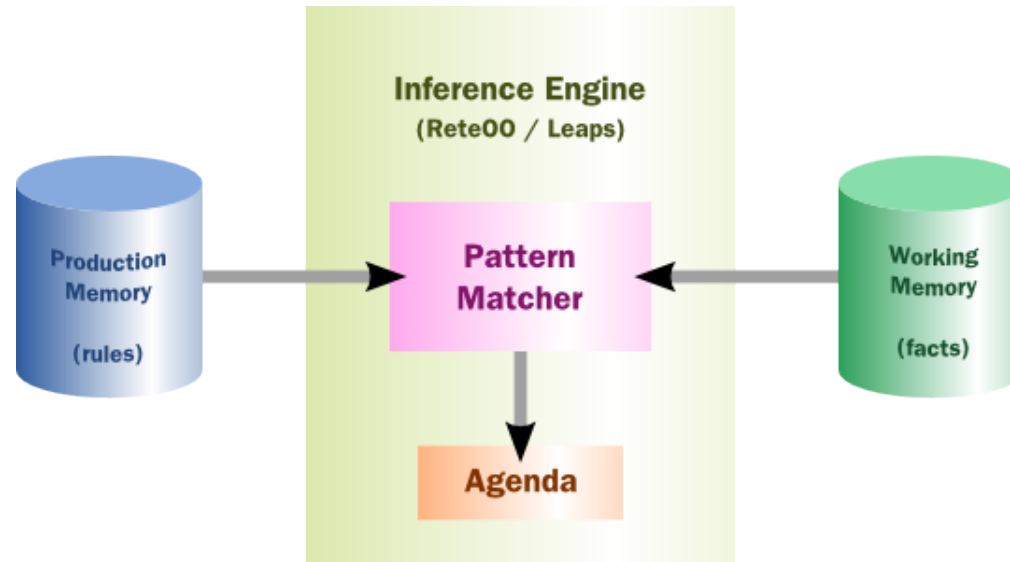 Inference Engine
(ReteOO / Leaps)
Production
Memory
(rules)
Pattern
Matcher
Working
Memory
(facts)
Agenda